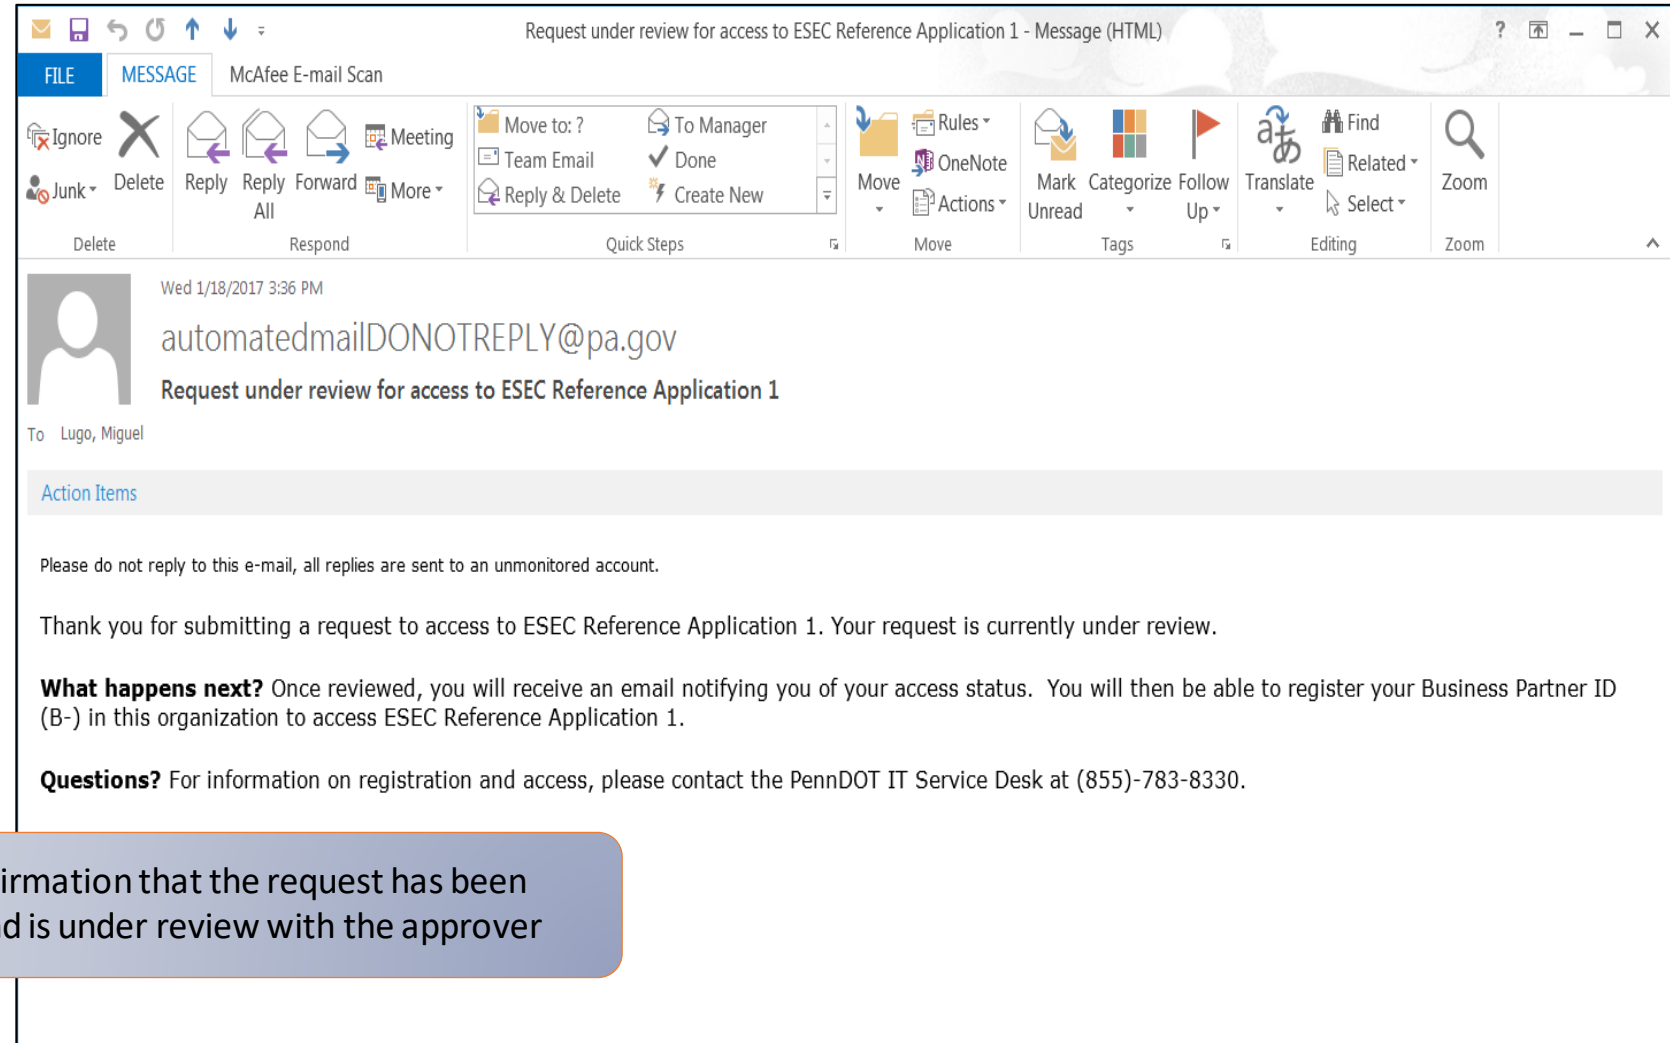 Request under review for access to ESEC Reference Application 1 - Message (HTML)
FILE MESSAGE McAfee E-mail Scan
Ignore
Junk
Delete
Delete
Reply
Reply All
Forward
Meeting
More
Respond
Move to: ?
Team Email
Reply & Delete
To Manager
Done
Create New
Quick Steps
Move
Rules
OneNote
Actions
Move
Mark Unread
Categorize
Follow Up
Tags
Translate
Find
Related
Select
Editing
Zoom
Zoom
Wed 1/18/2017 3:36 PM
automatedmailDONOTREPLY@pa.gov
Request under review for access to ESEC Reference Application 1
To Lugo, Miguel
Action Items
Please do not reply to this e-mail, all replies are sent to an unmonitored account.
Thank you for submitting a request to access to ESEC Reference Application 1. Your request is currently under review.
What happens next? Once reviewed, you will receive an email notifying you of your access status. You will then be able to register your Business Partner ID
(B-) in this organization to access ESEC Reference Application 1.
Questions? For information on registration and access, please contact the PennDOT IT Service Desk at (855)-783-8330.
irmation that the request has been
d is under review with the approver